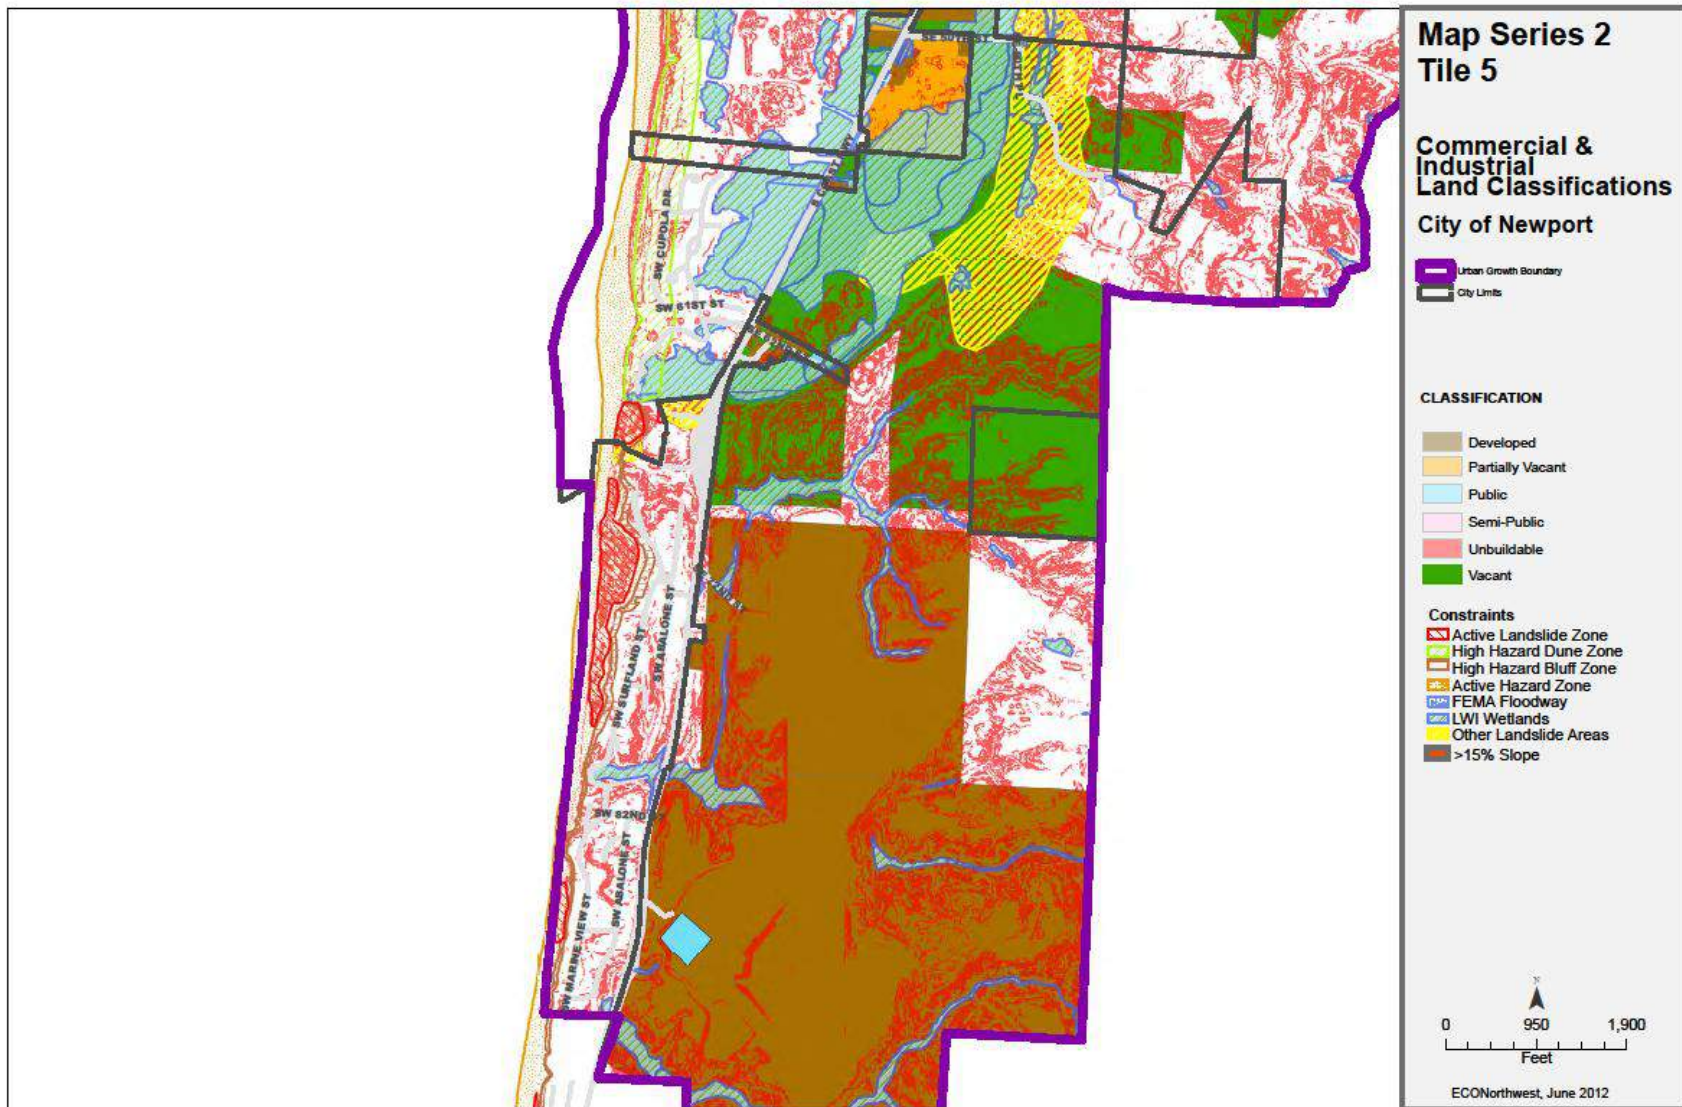 Map Series 2
Tile 5
Commercial &
Industrial
Land Classifications
City of Newport
Urban Growth Boundary
City Limits
CLASSIFICATION
Developed
Partially Vacant
Public
Semi-Public
Unbuildable
Vacant
Constraints
Active Landslide Zone
High Hazard Dune Zone
High Hazard Bluff Zone
Active Hazard Zone
FEMA Floodway
LWI Wetlands
Other Landslide Areas
>15% Slope
N
0 950 1,900
Feet
ECONorthwest, June 2012
SW CUPOLA DR
SW 61ST ST
SW SURFLAND ST
SW ABALONE ST
SW 82ND
SW ABALONE ST
SW MARINE VIEW ST